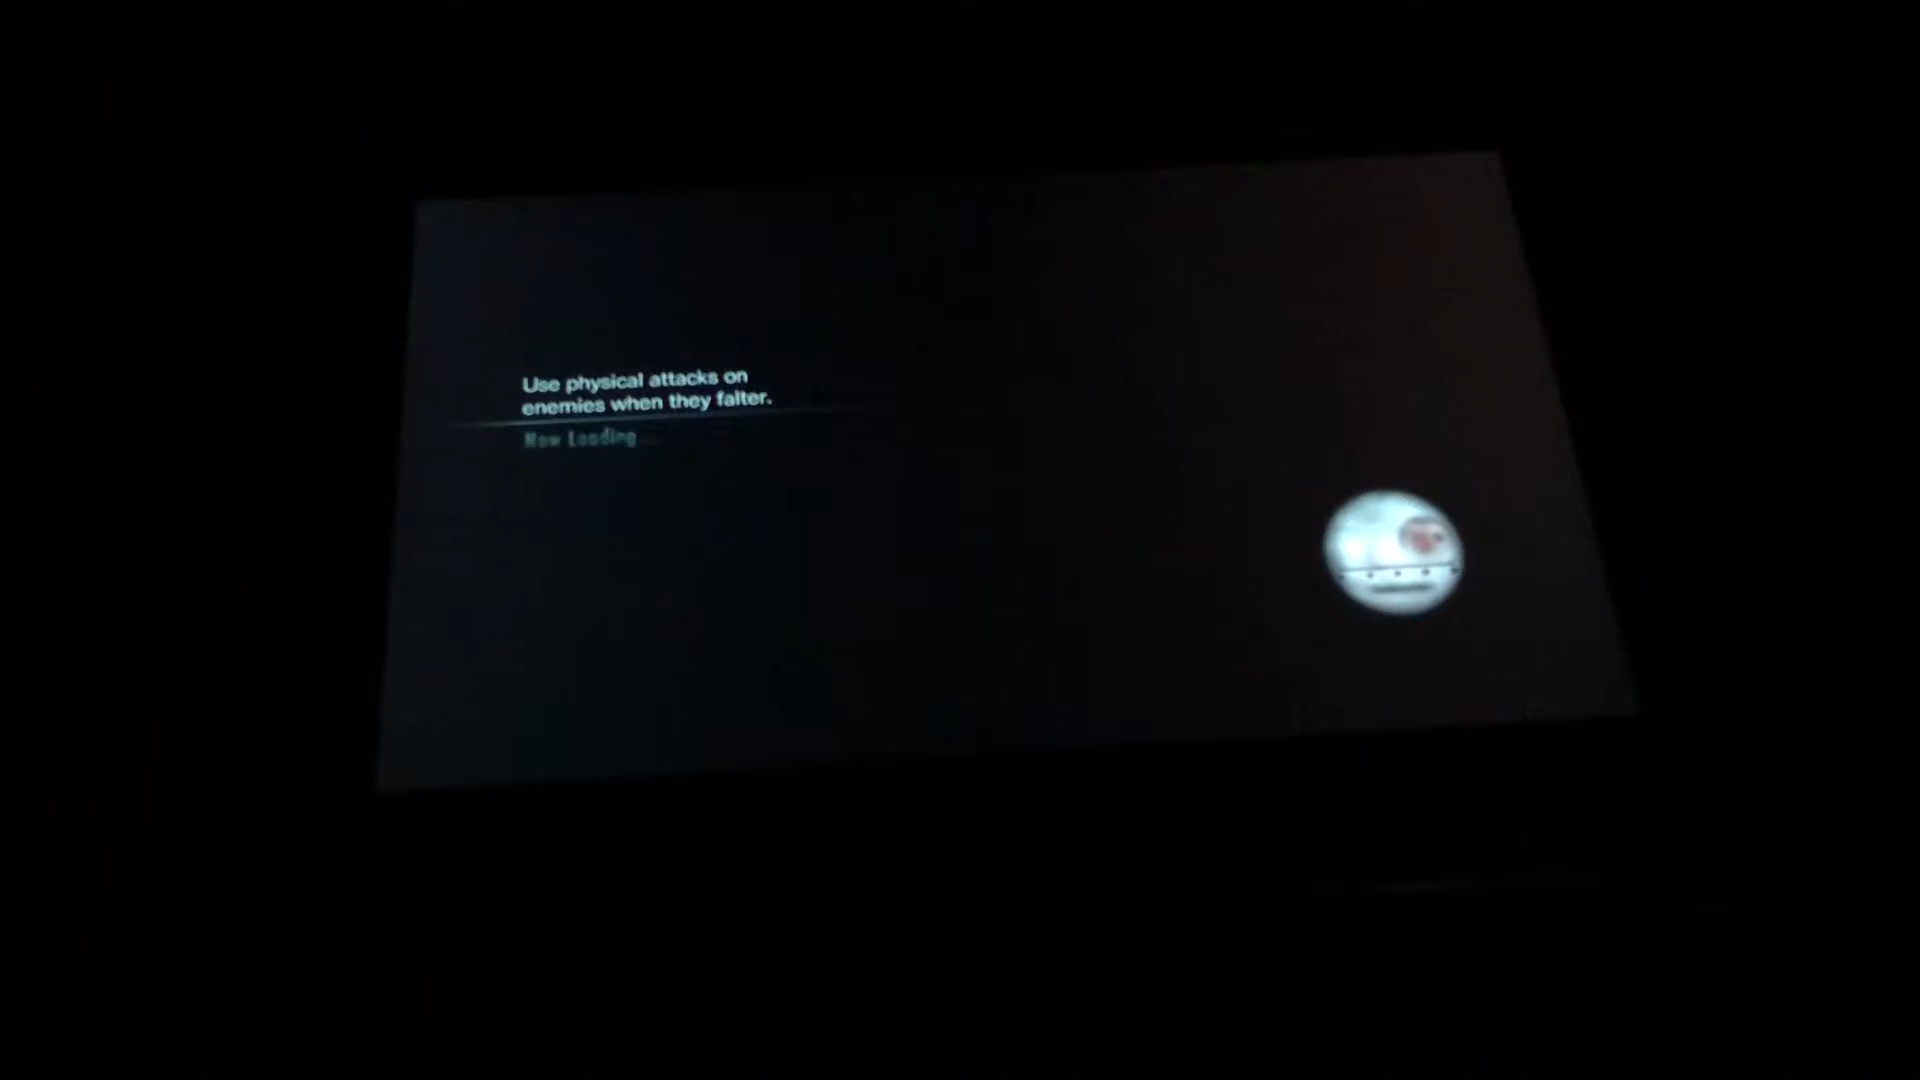 Use physical attacks on
enemies when they falter.
Now Loading